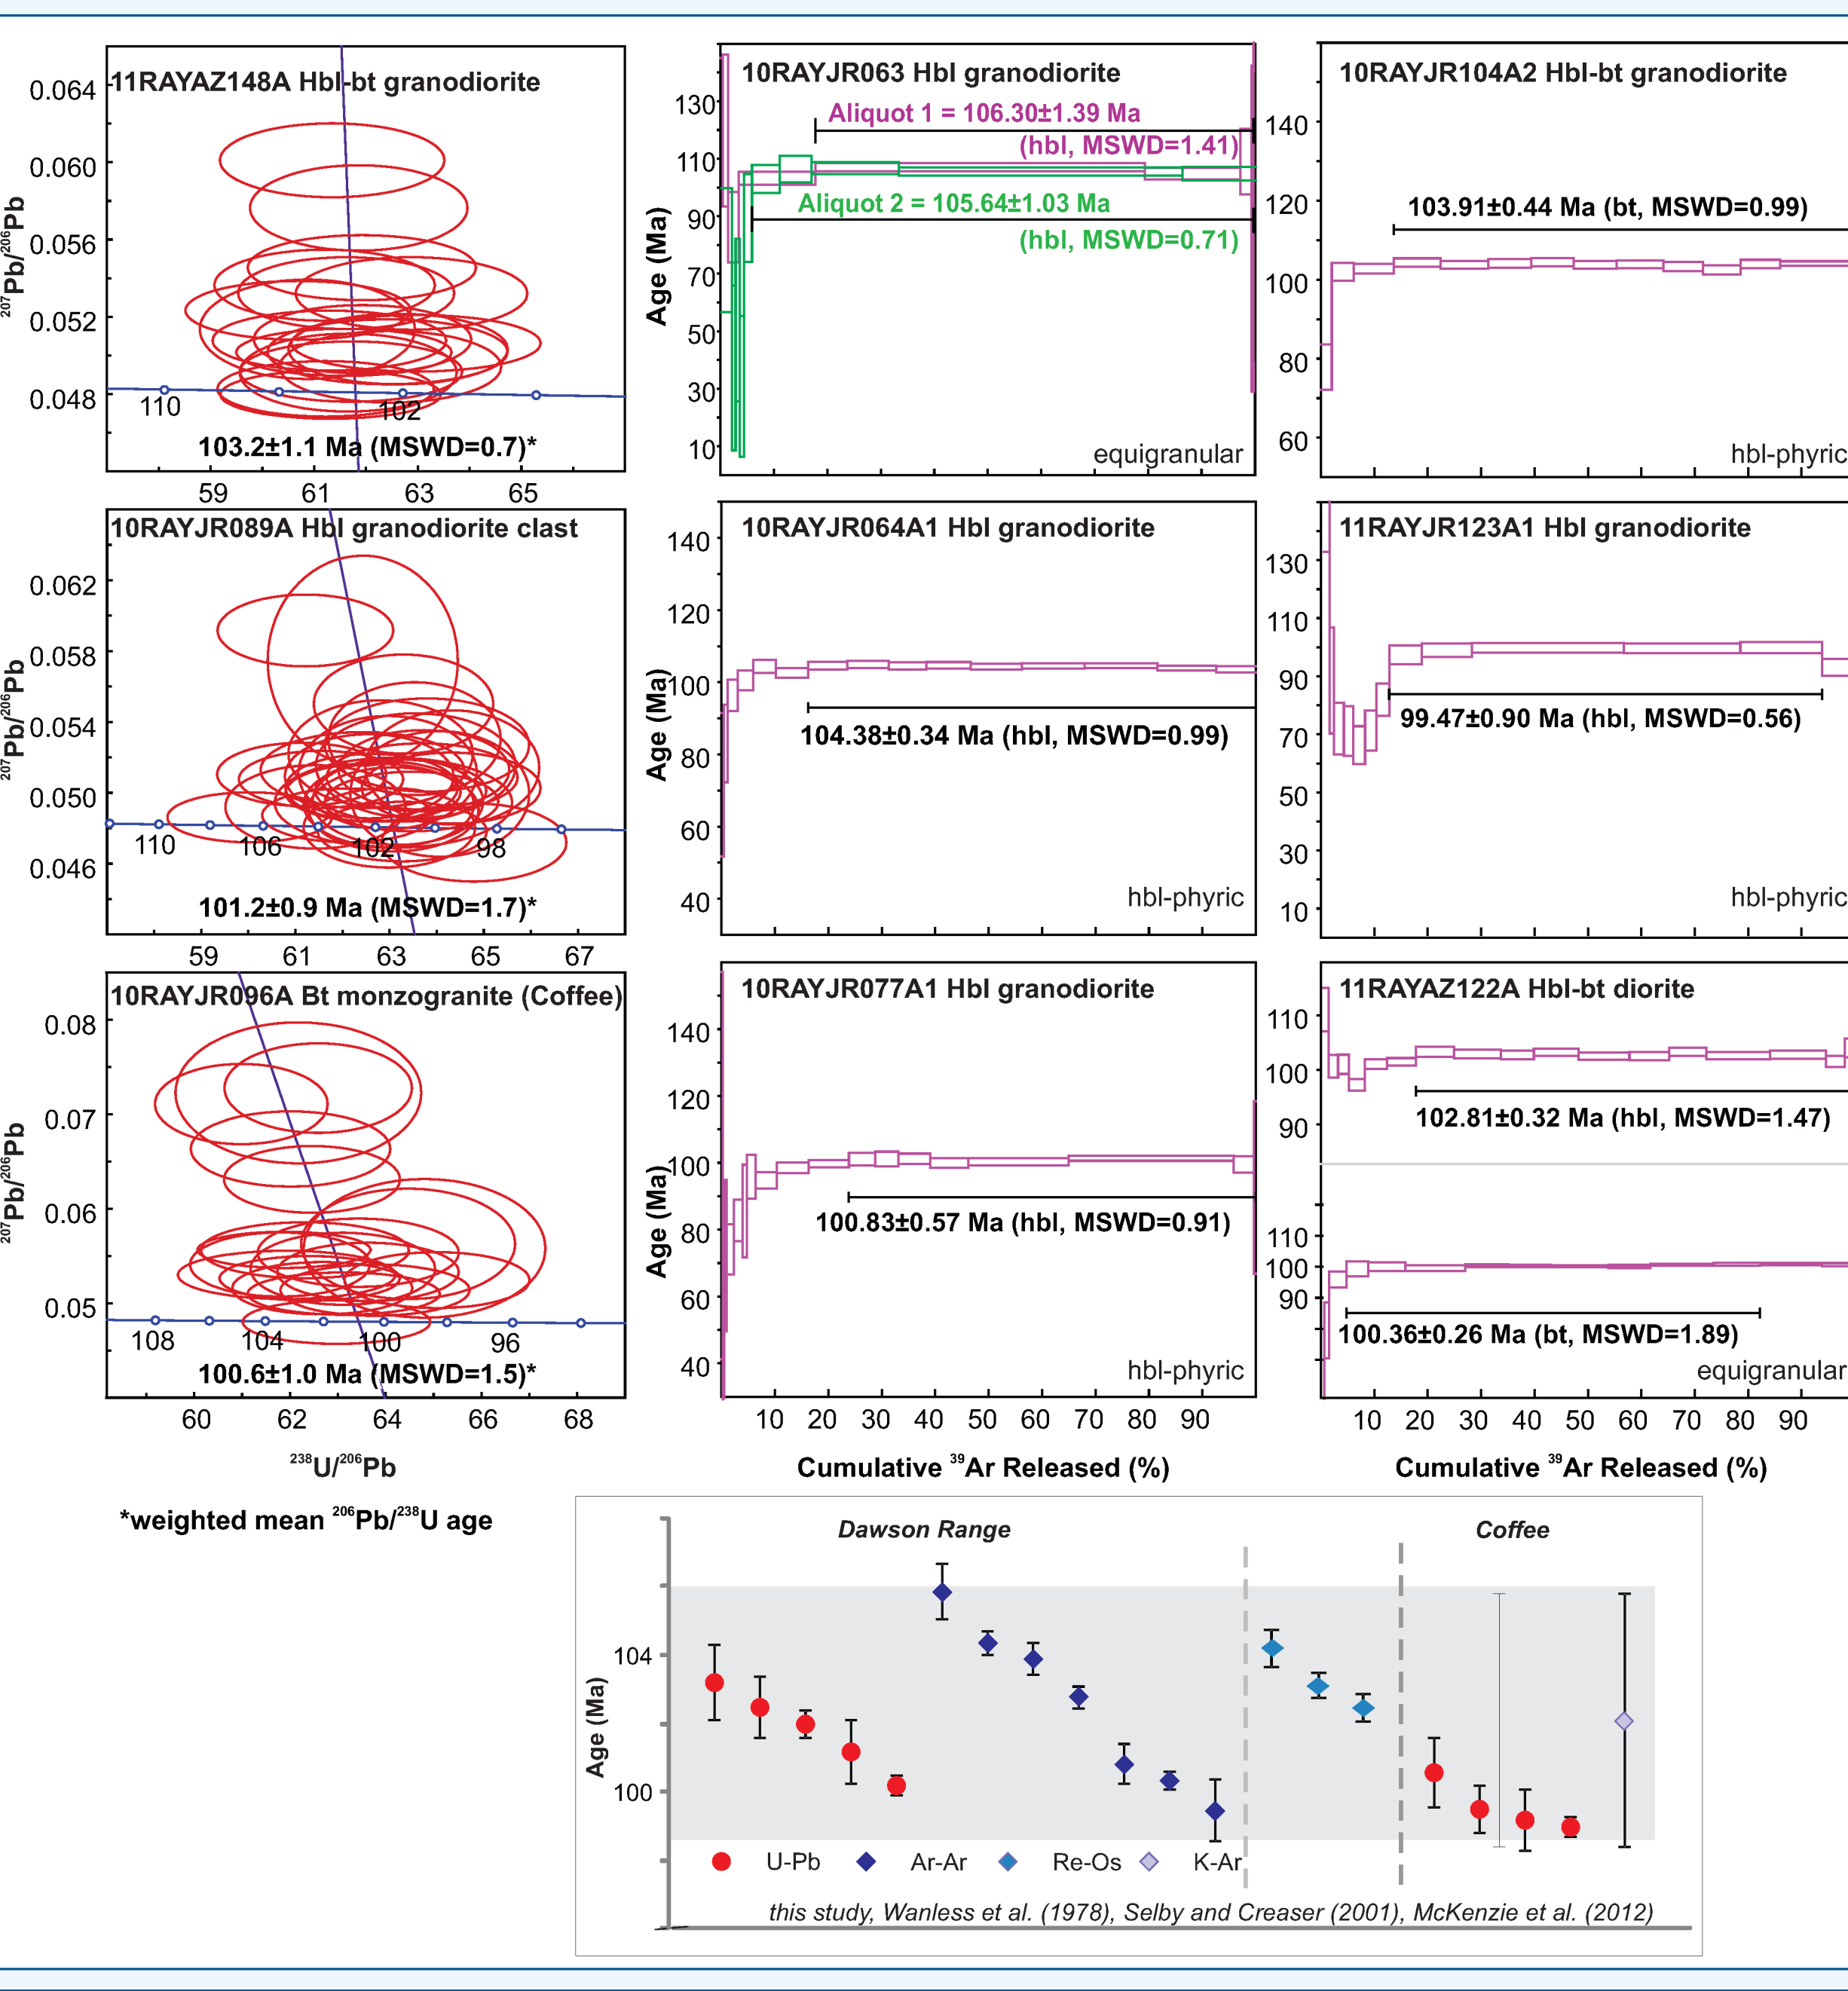 11RAYAZ148A Hbl-bt granodiorite
0.064
0.060
0.056
0.052
0.048
207Pb/206Pb
110
102
103.2±1.1 Ma (MSWD=0.7)*
59 61 63 65
10RAYJR089A Hbl granodiorite clast
0.062
0.058
0.054
0.050
0.046
207Pb/206Pb
110 106 102 98
101.2±0.9 Ma (MSWD=1.7)*
59 61 63 65 67
10RAYJR096A Bt monzogranite (Coffee)
0.08
0.07
0.06
0.05
207Pb/206Pb
108 104 100 96
100.6±1.0 Ma (MSWD=1.5)*
60 62 64 66 68
238U/206Pb
*weighted mean 206Pb/238U age
10RAYJR063 Hbl granodiorite
Aliquot 1 = 106.30±1.39 Ma
(hbl, MSWD=1.41)
Aliquot 2 = 105.64±1.03 Ma
(hbl, MSWD=0.71)
130
110
90
70
50
30
10
Age (Ma)
equigranular
10RAYJR064A1 Hbl granodiorite
140
120
100
80
60
40
Age (Ma)
104.38±0.34 Ma (hbl, MSWD=0.99)
hbl-phyric
10RAYJR077A1 Hbl granodiorite
140
120
100
80
60
40
Age (Ma)
100.83±0.57 Ma (hbl, MSWD=0.91)
hbl-phyric
10 20 30 40 50 60 70 80 90
Cumulative 39Ar Released (%)
10RAYJR104A2 Hbl-bt granodiorite
140
120
100
80
60
103.91±0.44 Ma (bt, MSWD=0.99)
hbl-phyric
11RAYJR123A1 Hbl granodiorite
130
110
90
70
50
30
10
99.47±0.90 Ma (hbl, MSWD=0.56)
hbl-phyric
11RAYAZ122A Hbl-bt diorite
110
100
90
102.81±0.32 Ma (hbl, MSWD=1.47)
110
100
90
100.36±0.26 Ma (bt, MSWD=1.89)
equigranular
10 20 30 40 50 60 70 80 90
Cumulative 39Ar Released (%)
Dawson Range
Coffee
104
100
Age (Ma)
U-Pb Ar-Ar Re-Os K-Ar
this study, Wanless et al. (1978), Selby and Creaser (2001), McKenzie et al. (2012)